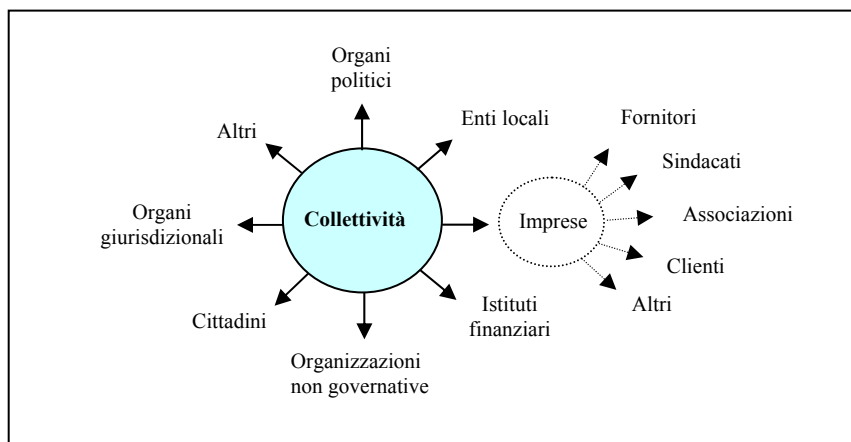 Organi
politici
Enti locali
Fornitori
Altri
Sindacati
Organi
giurisdizionali
Collettività
Imprese
Associazioni
Clienti
Altri
Cittadini
Istituti
finanziari
Organizzazioni
non governative